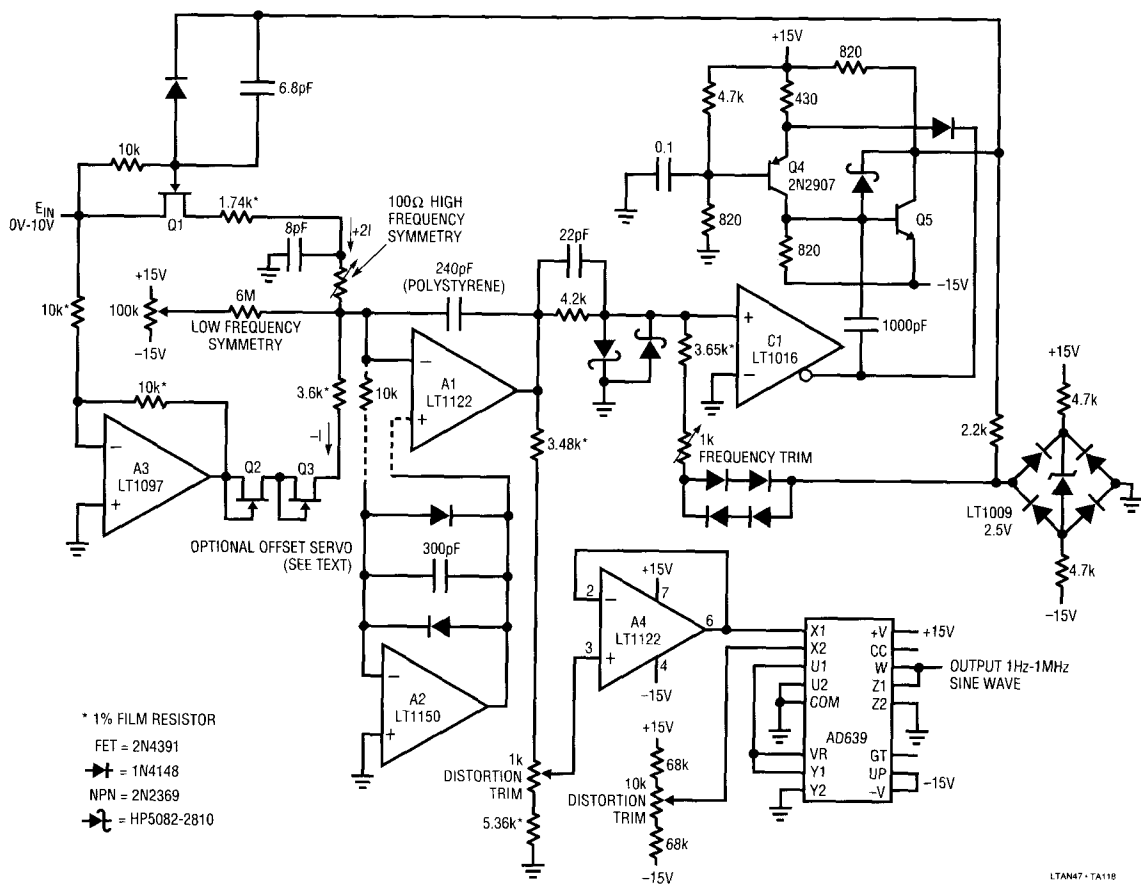 6.8pF
+15V
820
4.7k
430
10k
0.1
Q4
2N2907
EIN
0V-10V
Q1
1.74k*
100Ω HIGH
FREQUENCY
SYMMETRY
+2I
8pF
820
820
Q5
–15V
22pF
240pF
(POLYSTYRENE)
+15V
10k*
100k
6M
LOW FREQUENCY
SYMMETRY
–15V
4.2k
1000pF
+
C1
LT1016
–
3.65k*
+15V
4.7k
10k*
3.6k*
–I
10k
–
A1
LT1122
+
3.48k*
1k
FREQUENCY TRIM
2.2k
–
A3
LT1097
+
Q2
Q3
LT1009
2.5V
OPTIONAL OFFSET SERVO
(SEE TEXT)
300pF
4.7k
–15V
2
–
+15V
7
A4
LT1122
6
3
+
4
–15V
X1
X2
U1
U2
COM
VR
Y1
Y2
AD639
+V
CC
W
Z1
Z2
GT
UP
–V
+15V
OUTPUT 1Hz-1MHz
SINE WAVE
–15V
–
A2
LT1150
+
* 1% FILM RESISTOR
FET = 2N4391
= 1N4148
NPN = 2N2369
= HP5082-2810
1k
DISTORTION
TRIM
5.36k*
+15V
68k
10k
DISTORTION
TRIM
68k
–15V
LTAN47 • TA118